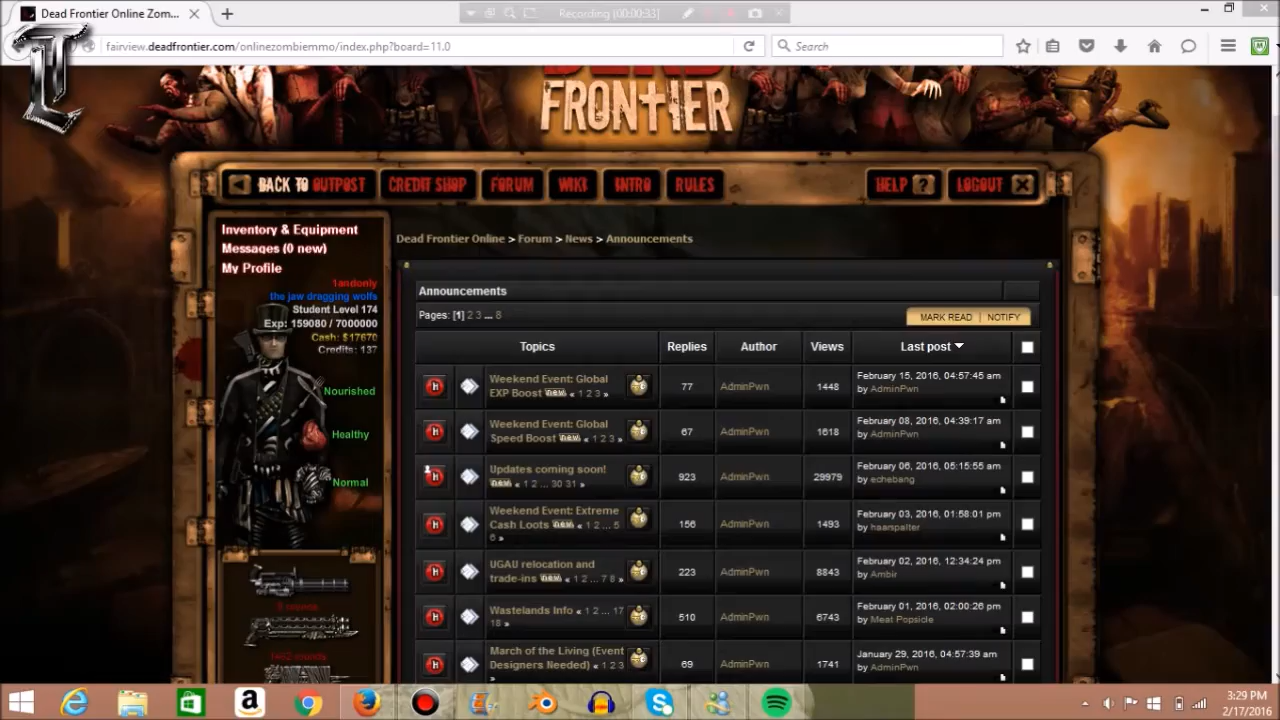 Dead Frontier Online Zom...
Recording [00:00:33]
fairview.deadfrontier.com/onlinezombiemmo/index.php?board=11.0
Search
FRONTIER
BACK TO OUTPOST
CREDIT SHOP
FORUM
WIKI
INTRO
RULES
HELP ?
LOGOUT
Inventory & Equipment
Messages (0 new)
My Profile
1andonly
the jaw dragging wolfs
Student Level 174
Exp: 159080 / 7000000
Cash: $17670
Credits: 137
Nourished
Healthy
Normal
Dead Frontier Online > Forum > News > Announcements
Announcements
Pages: [1] 2 3 ... 8
MARK READ | NOTIFY
Topics Replies Author Views Last post
Weekend Event: Global
EXP Boost new « 1 2 3 »
77 AdminPwn 1448
February 15, 2016, 04:57:45 am
by AdminPwn
Weekend Event: Global
Speed Boost new « 1 2 3 »
67 AdminPwn 1618
February 08, 2016, 04:39:17 am
by AdminPwn
Updates coming soon!
new « 1 2 ... 30 31 »
923 AdminPwn 29979
February 06, 2016, 05:15:55 am
by echebang
Weekend Event: Extreme
Cash Loots new « 1 2 ... 5
6 »
156 AdminPwn 1493
February 03, 2016, 01:58:01 pm
by haarspalter
UGAU relocation and
trade-ins new « 1 2 ... 7 8 »
223 AdminPwn 8843
February 02, 2016, 12:34:24 pm
by Ambir
Wastelands Info « 1 2 ... 17
18 »
510 AdminPwn 6743
February 01, 2016, 02:00:26 pm
by Meat Popsicle
March of the Living (Event
Designers Needed) « 1 2 3
»
69 AdminPwn 1741
January 29, 2016, 04:57:39 am
by AdminPwn
3:29 PM
2/17/2016